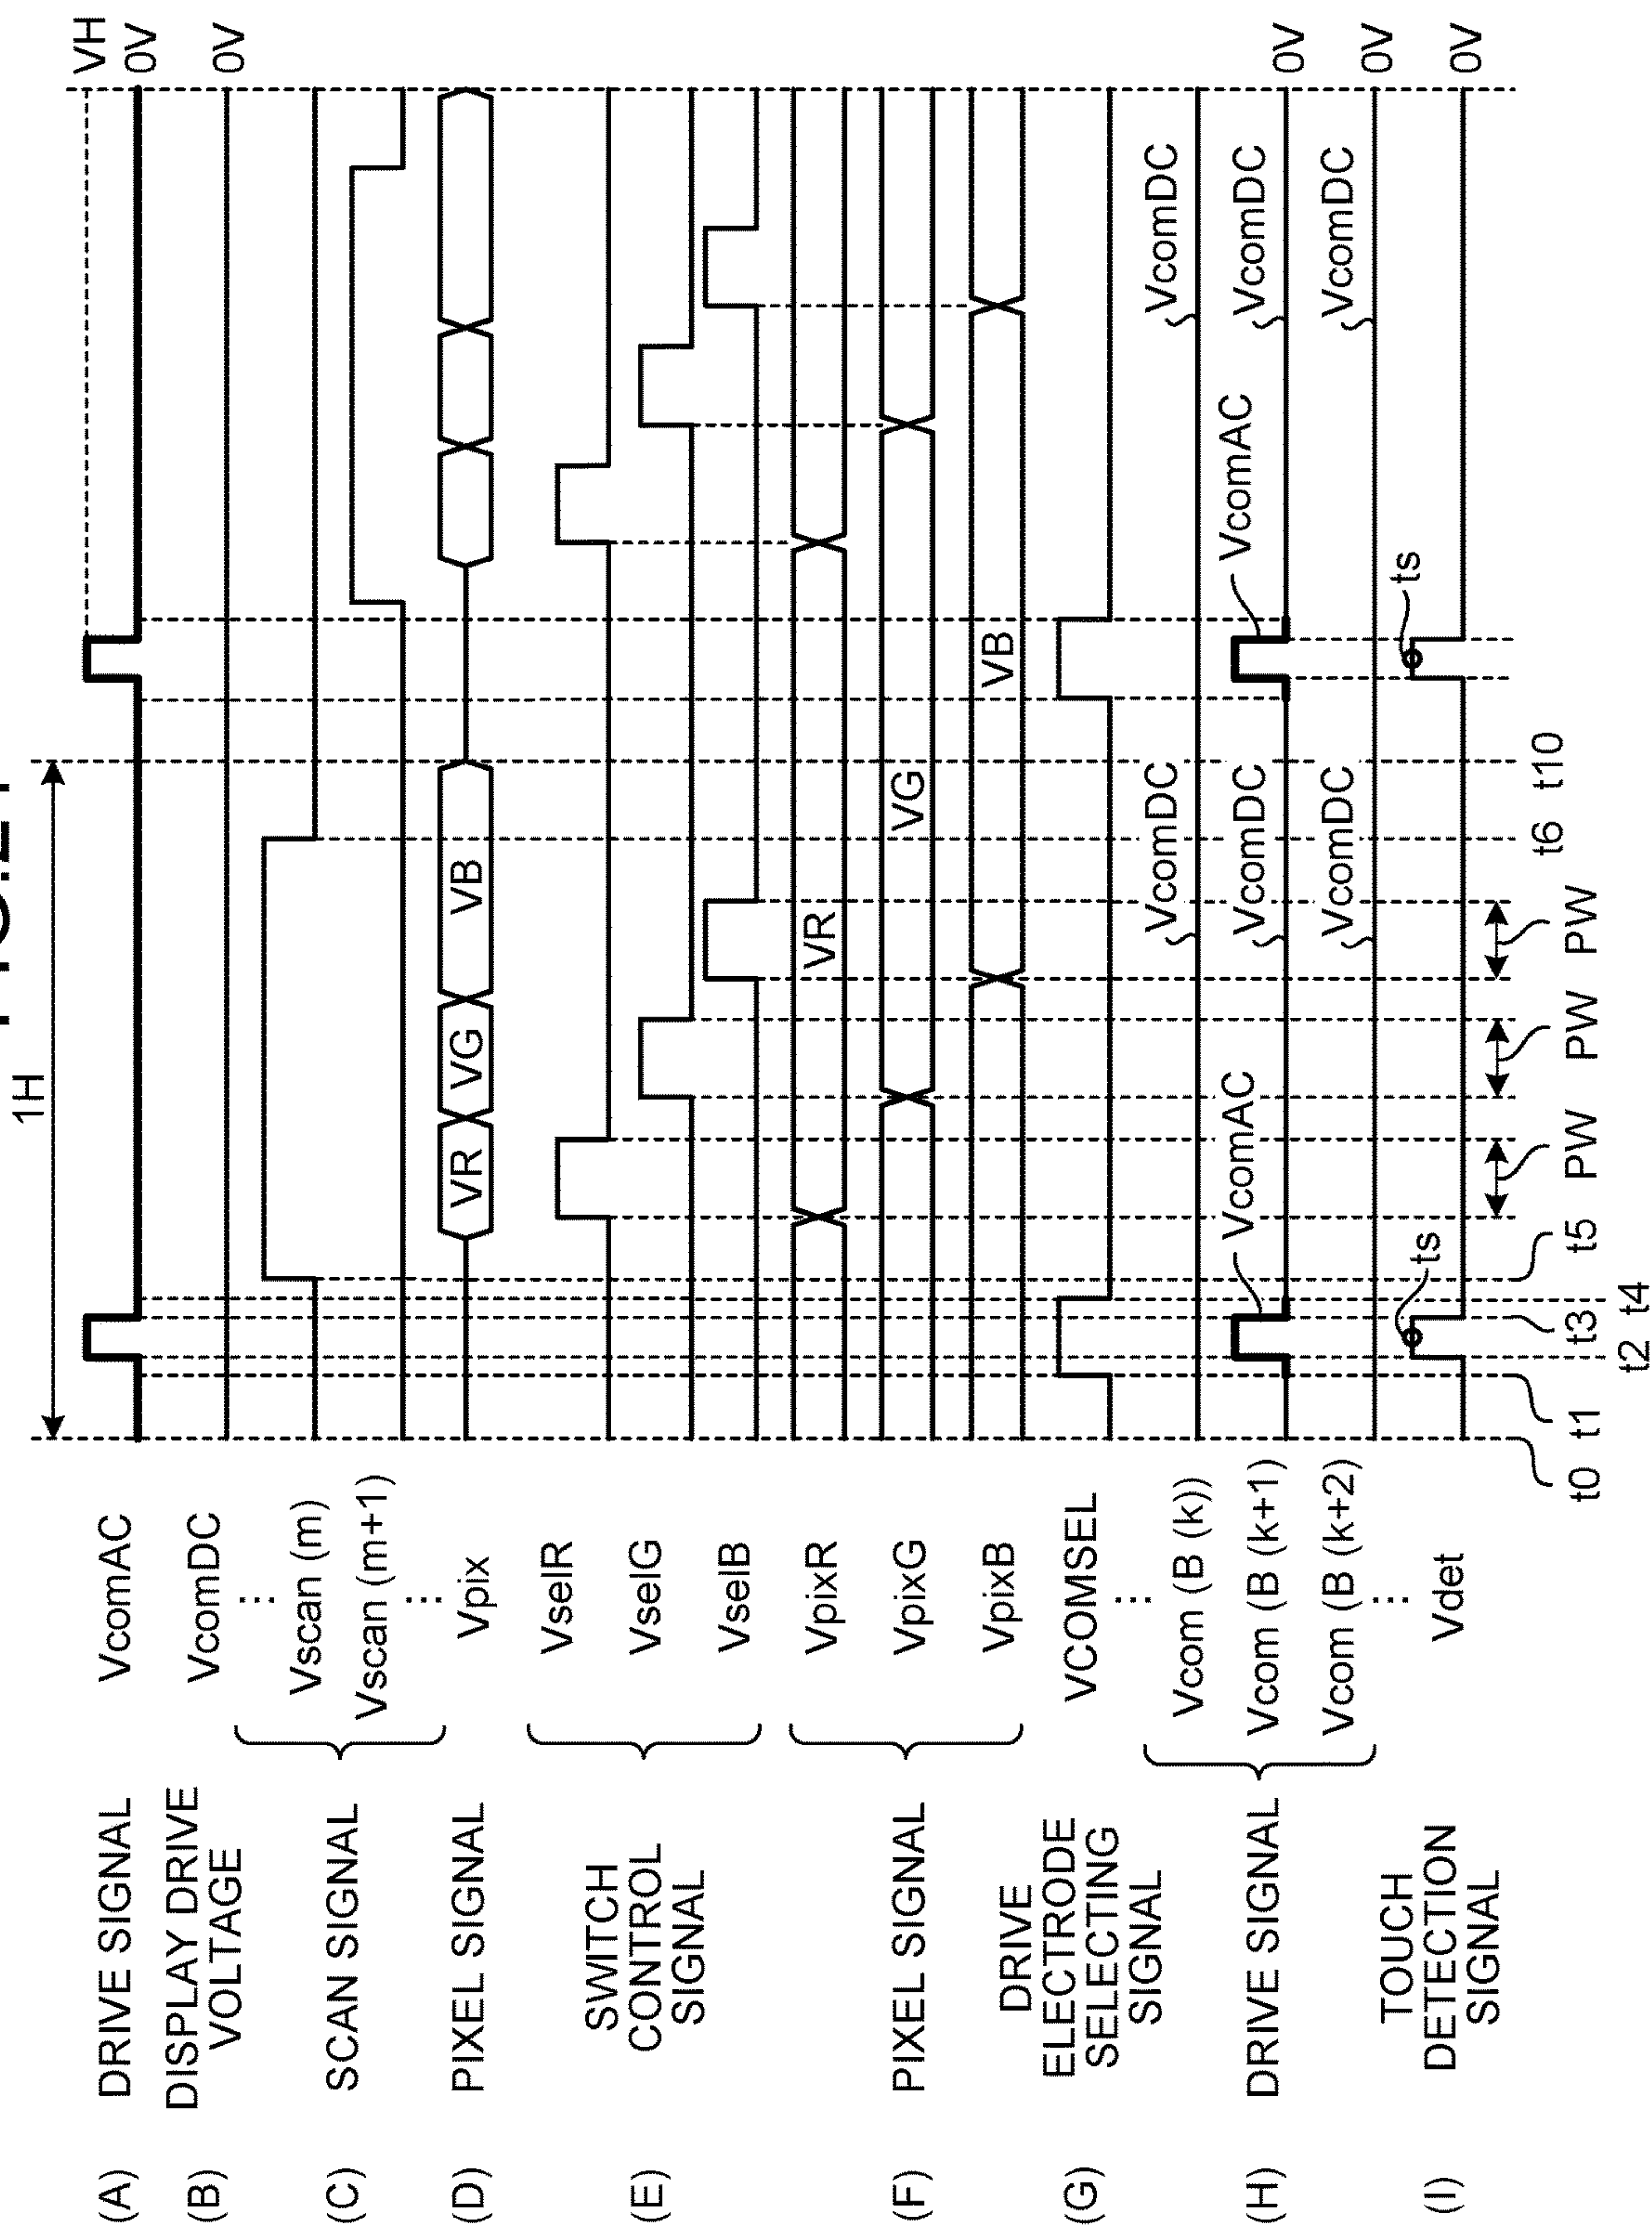 1H
(A) DRIVE SIGNAL VcomAC VH
0V
(B) DISPLAY DRIVE VOLTAGE VcomDC 0V
...
(C) SCAN SIGNAL Vscan (m)
Vscan (m+1)
...
(D) PIXEL SIGNAL Vpix VR VG VB
(E) SWITCH CONTROL SIGNAL VselR
VselG
VselB
(F) PIXEL SIGNAL VpixR VR
VpixG VG
VpixB VB
(G) DRIVE ELECTRODE SELECTING SIGNAL VCOMSEL
...
(H) DRIVE SIGNAL Vcom (B (k)) VcomDC VcomDC
Vcom (B (k+1) VcomAC VcomDC VcomAC VcomDC 0V
Vcom (B (k+2) VcomDC VcomDC 0V
...
(I) TOUCH DETECTION SIGNAL Vdet ts ts 0V
t0 t1 t2 t3 t4 t5 PW PW PW t6 t10